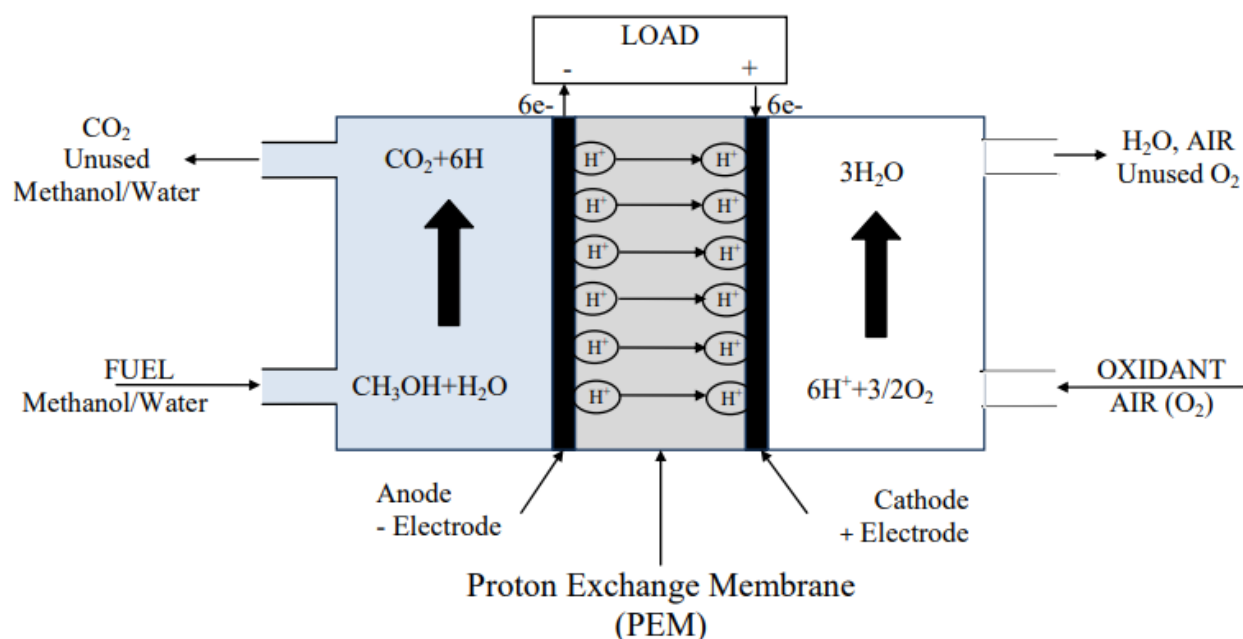 LOAD
- +
6e- 6e-
CO₂
Unused
Methanol/Water
CO₂+6H
H⁺ H⁺
H⁺ H⁺
H⁺ H⁺
H⁺ H⁺
H⁺ H⁺
H⁺ H⁺
3H₂O
H₂O, AIR
Unused O₂
FUEL
Methanol/Water
CH₃OH+H₂O
6H⁺+3/2O₂
OXIDANT
AIR (O₂)
Anode
- Electrode
Cathode
+ Electrode
Proton Exchange Membrane
(PEM)